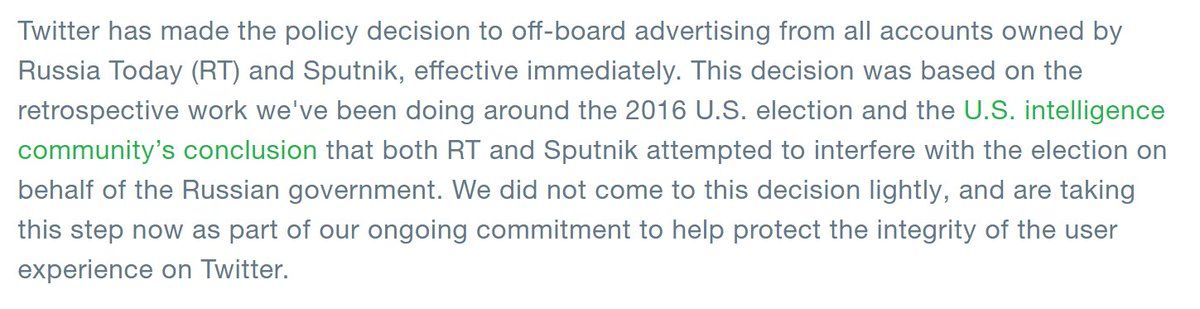 Twitter has made the policy decision to off-board advertising from all accounts owned by
Russia Today (RT) and Sputnik, effective immediately. This decision was based on the
retrospective work we've been doing around the 2016 U.S. election and the U.S. intelligence
community’s conclusion that both RT and Sputnik attempted to interfere with the election on
behalf of the Russian government. We did not come to this decision lightly, and are taking
this step now as part of our ongoing commitment to help protect the integrity of the user
experience on Twitter.